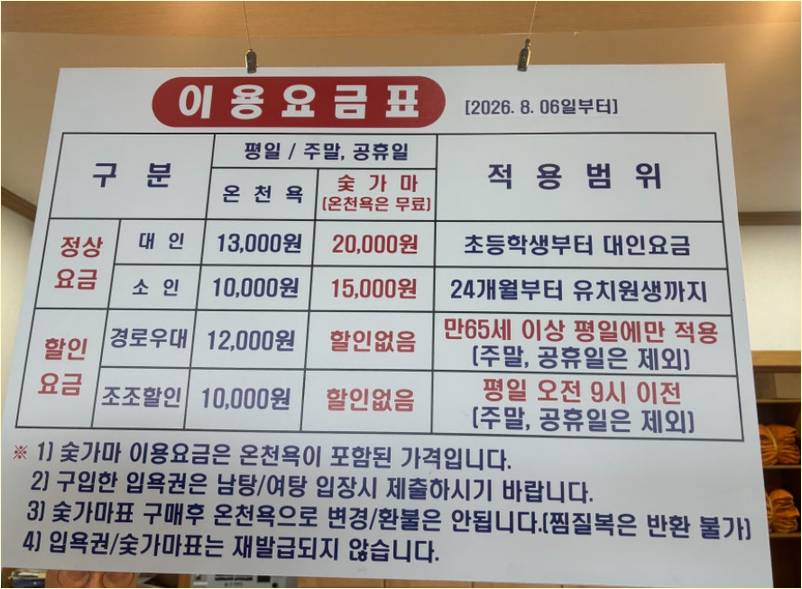 이용요금표 [2026. 8. 06일부터]
구 분 평일 / 주말, 공휴일 적용범위
온 천 욕 숯 가 마
(온천욕은 무료)
정상 요금 대 인 13,000원 20,000원 초등학생부터 대인요금
소 인 10,000원 15,000원 24개월부터 유치원생까지
할인 요금 경로우대 12,000원 할인없음 만65세 이상 평일에만 적용
(주말, 공휴일은 제외)
조조할인 10,000원 할인없음 평일 오전 9시 이전
(주말, 공휴일은 제외)
※ 1) 숯가마 이용요금은 온천욕이 포함된 가격입니다.
2) 구입한 입욕권은 남탕/여탕 입장시 제출하시기 바랍니다.
3) 숯가마표 구매후 온천욕으로 변경/환불은 안됩니다.(찜질복은 반환 불가)
4) 입욕권/숯가마표는 재발급되지 않습니다.